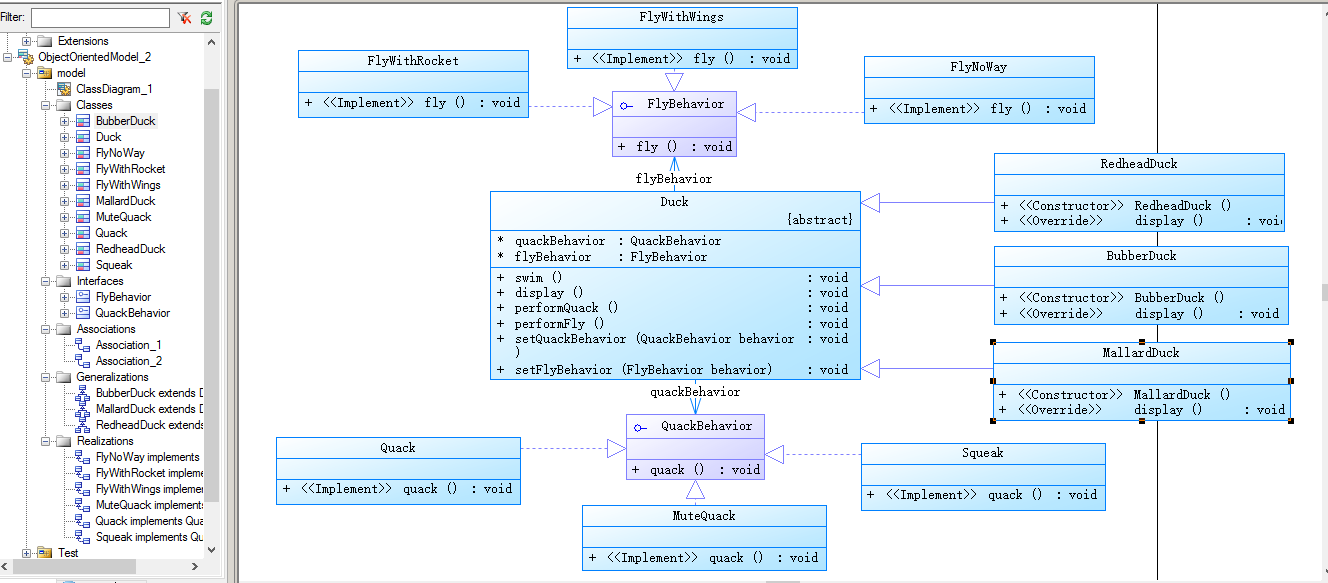 Filter:
Extensions
ObjectOrientedModel_2
model
ClassDiagram_1
Classes
BubberDuck
Duck
FlyNoWay
FlyWithRocket
FlyWithWings
MallardDuck
MuteQuack
Quack
RedheadDuck
Squeak
Interfaces
FlyBehavior
QuackBehavior
Associations
Association_1
Association_2
Generalizations
BubberDuck extends D
MallardDuck extends D
RedheadDuck extends
Realizations
FlyNoWay implements
FlyWithRocket impleme
FlyWithWings implemer
MuteQuack implements
Quack implements Qua
Squeak implements Qu
Test
FlyWithWings
+ <<Implement>> fly () : void
FlyWithRocket
+ <<Implement>> fly () : void
FlyNoWay
+ <<Implement>> fly () : void
FlyBehavior
+ fly () : void
flyBehavior
Duck
{abstract}
* quackBehavior : QuackBehavior
* flyBehavior : FlyBehavior
+ swim () : void
+ display () : void
+ performQuack () : void
+ performFly () : void
+ setQuackBehavior (QuackBehavior behavior : void
)
+ setFlyBehavior (FlyBehavior behavior) : void
RedheadDuck
+ <<Constructor>> RedheadDuck ()
+ <<Override>> display () : voi
BubberDuck
+ <<Constructor>> BubberDuck ()
+ <<Override>> display () : void
MallardDuck
+ <<Constructor>> MallardDuck ()
+ <<Override>> display () : void
quackBehavior
QuackBehavior
+ quack () : void
Quack
+ <<Implement>> quack () : void
Squeak
+ <<Implement>> quack () : void
MuteQuack
+ <<Implement>> quack () : void